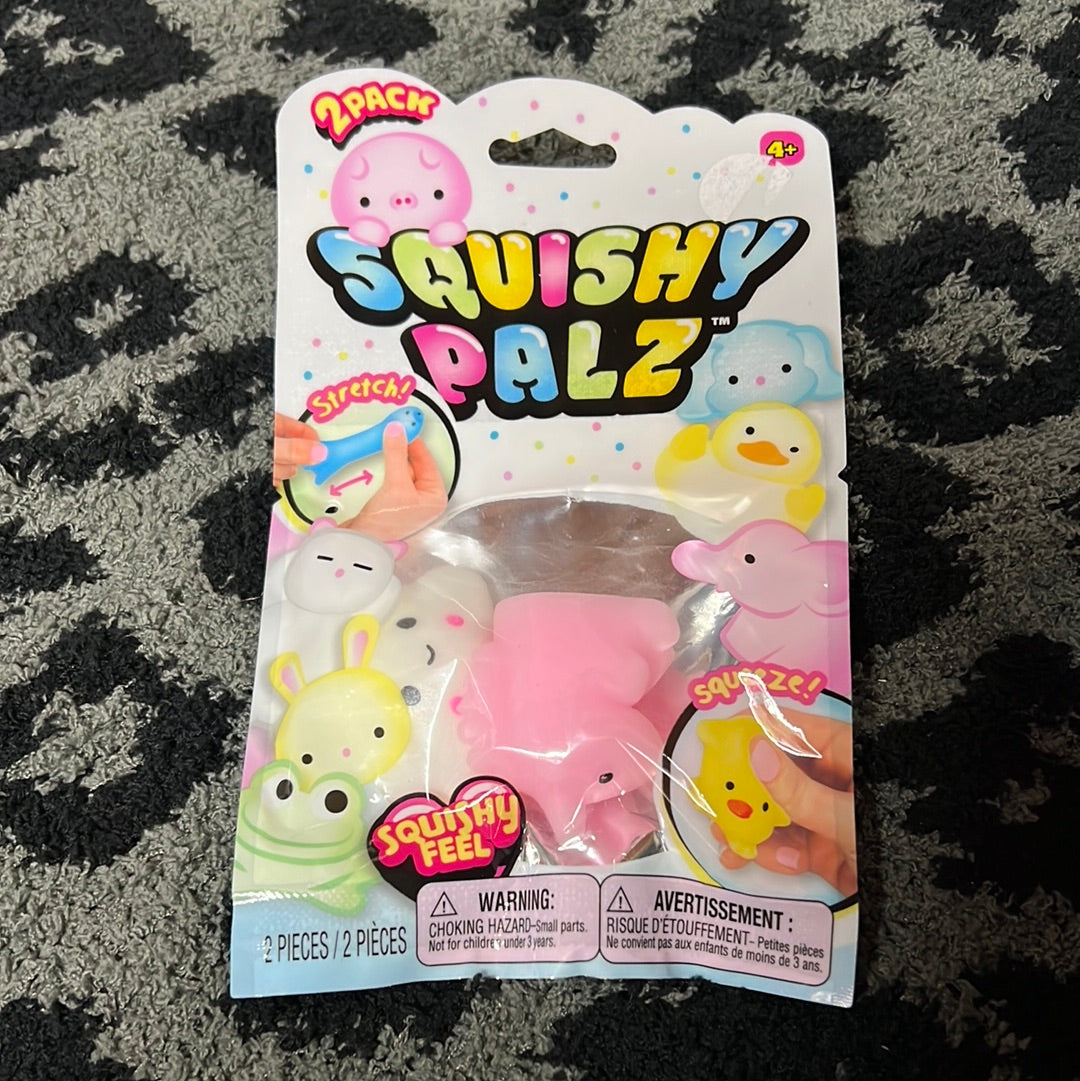 2PACK
4+
SQUISHY
PALZ™
Stretch!
squeeze!
SQUISHY
FEEL
WARNING:
CHOKING HAZARD-Small parts.
Not for children under 3 years.
AVERTISSEMENT :
RISQUE D'ÉTOUFFEMENT- Petites pièces
Ne convient pas aux enfants de moins de 3 ans.
2 PIECES / 2 PIÈCES